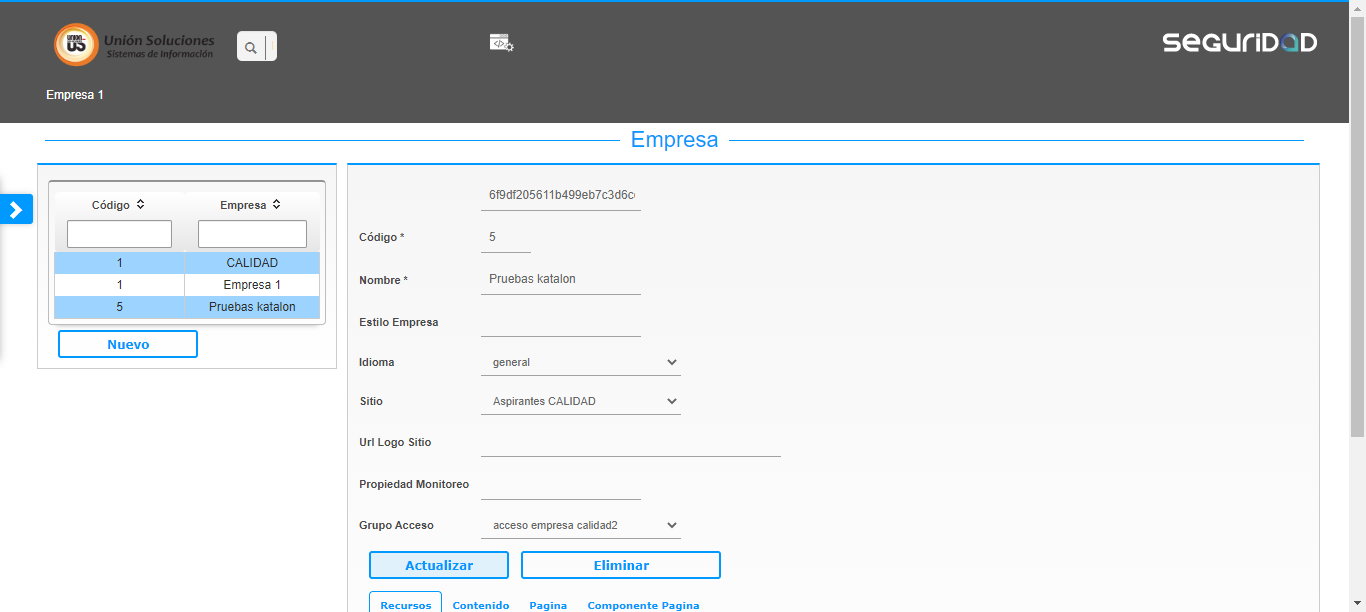 UNION
US
Unión Soluciones
Sistemas de Información
SEGURIDAD
Empresa 1
Empresa
Código
Empresa
1
CALIDAD
1
Empresa 1
5
Pruebas katalon
Nuevo
6f9df205611b499eb7c3d6c
Código *
5
Nombre *
Pruebas katalon
Estilo Empresa
Idioma
general
Sitio
Aspirantes CALIDAD
Url Logo Sitio
Propiedad Monitoreo
Grupo Acceso
acceso empresa calidad2
Actualizar
Eliminar
Recursos
Contenido
Pagina
Componente Pagina